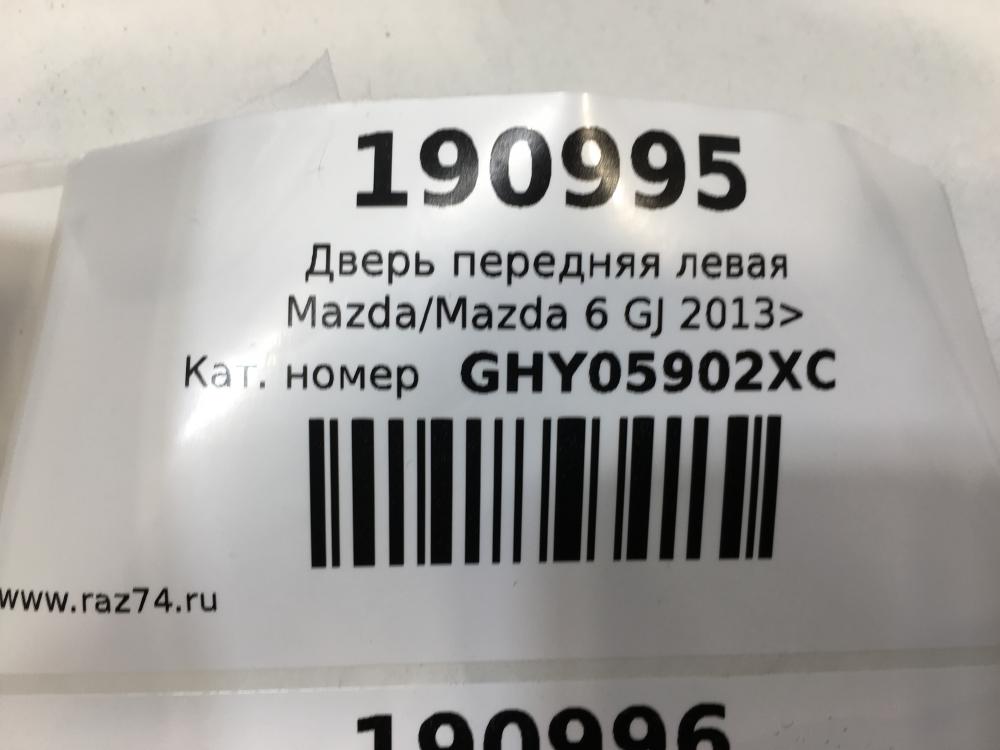 190995
Дверь передняя левая
Mazda/Mazda 6 GJ 2013>
Кат. номер GHY05902XC
www.raz74.ru
190996